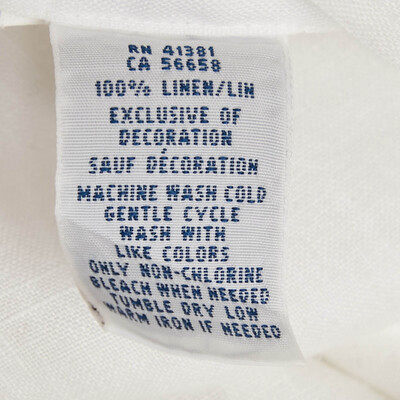 RN 41381
CA 56658
100% LINEN/LIN
EXCLUSIVE OF
DECORATION
SAUF DÉCORATION
MACHINE WASH COLD
GENTLE CYCLE
WASH WITH
LIKE COLORS
ONLY NON-CHLORINE
BLEACH WHEN NEEDED
TUMBLE DRY LOW
WARM IRON IF NEEDED